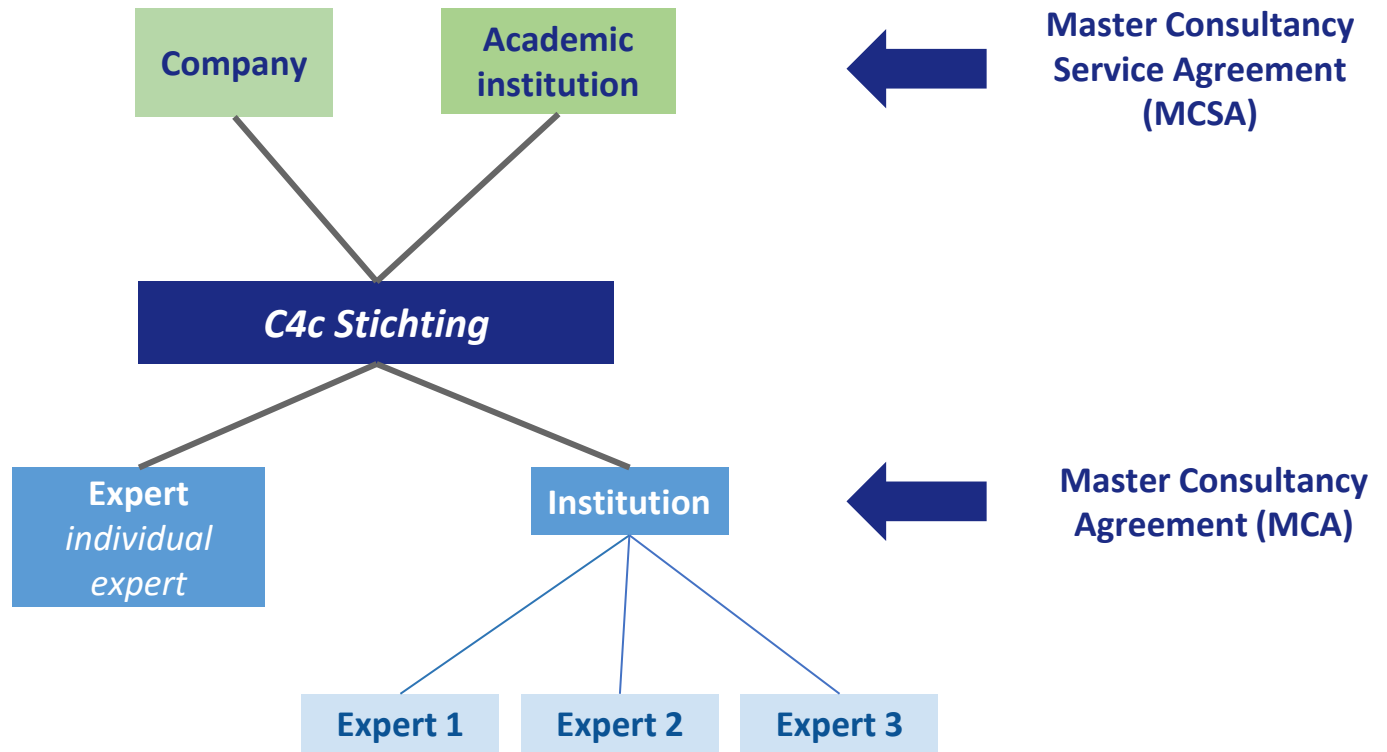 Company
Academic
institution
Master Consultancy
Service Agreement
(MCSA)
C4c Stichting
Expert
individual
expert
Institution
Master Consultancy
Agreement (MCA)
Expert 1
Expert 2
Expert 3